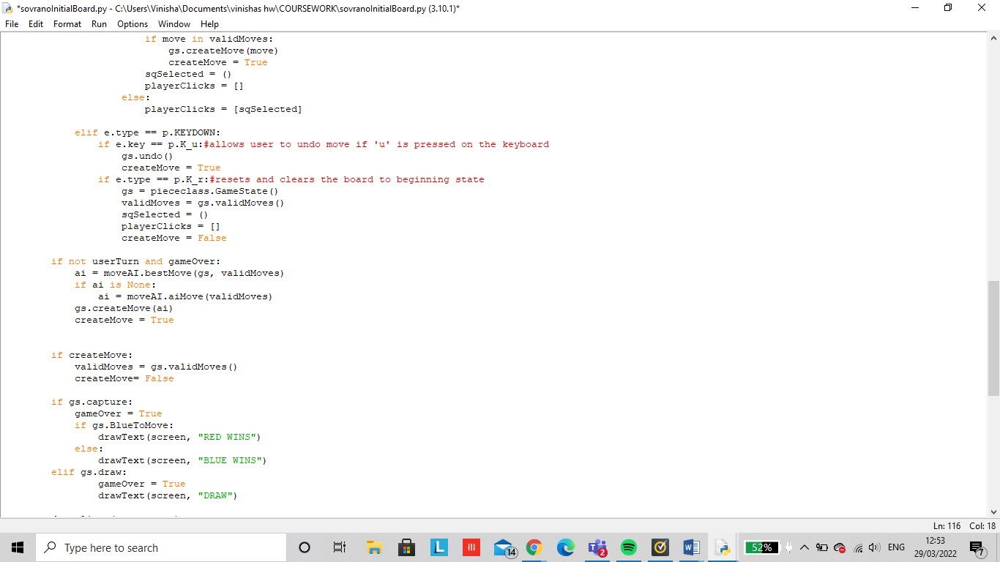 *sovranoInitialBoard.py - C:\Users\Vinisha\Documents\vinishas hw\COURSEWORK\sovranoInitialBoard.py (3.10.1)*
File Edit Format Run Options Window Help
if move in validMoves:
gs.createMove(move)
createMove = True
sqSelected = ()
playerClicks = []
else:
playerClicks = [sqSelected]
elif e.type == p.KEYDOWN:
if e.key == p.K_u:#allows user to undo move if 'u' is pressed on the keyboard
gs.undo()
createMove = True
if e.type == p.K_r:#resets and clears the board to beginning state
gs = piececlass.GameState()
validMoves = gs.validMoves()
sqSelected = ()
playerClicks = []
createMove = False
if not userTurn and gameOver:
ai = moveAI.bestMove(gs, validMoves)
if ai is None:
ai = moveAI.aiMove(validMoves)
gs.createMove(ai)
createMove = True
if createMove:
validMoves = gs.validMoves()
createMove= False
if gs.capture:
gameOver = True
if gs.BlueToMove:
drawText(screen, "RED WINS")
else:
drawText(screen, "BLUE WINS")
elif gs.draw:
gameOver = True
drawText(screen, "DRAW")
Ln: 116 Col: 18
Type here to search
L
14
2
52%
ENG
12:53
29/03/2022
7